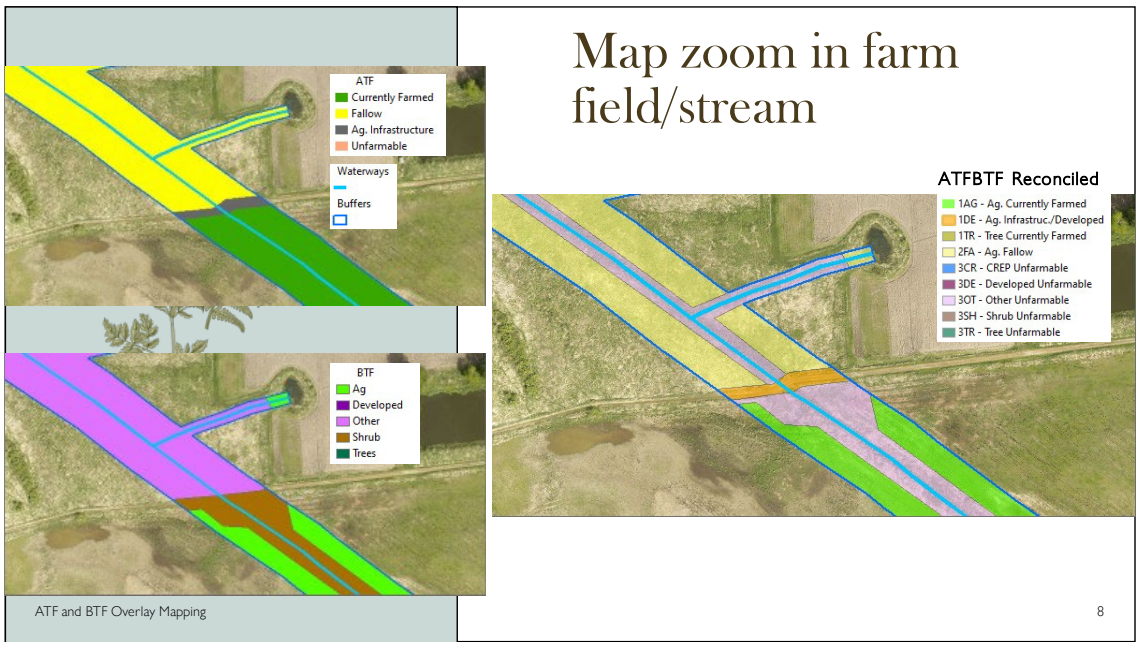 Map zoom in farm
field/stream
ATF
Currently Farmed
Fallow
Ag. Infrastructure
Unfarmable
Waterways
Buffers
BTF
Ag
Developed
Other
Shrub
Trees
ATFBTF Reconciled
1AG - Ag. Currently Farmed
1DE - Ag. Infrastruc./Developed
1TR - Tree Currently Farmed
2FA - Ag. Fallow
3CR - CREP Unfarmable
3DE - Developed Unfarmable
3OT - Other Unfarmable
3SH - Shrub Unfarmable
3TR - Tree Unfarmable
ATF and BTF Overlay Mapping
8